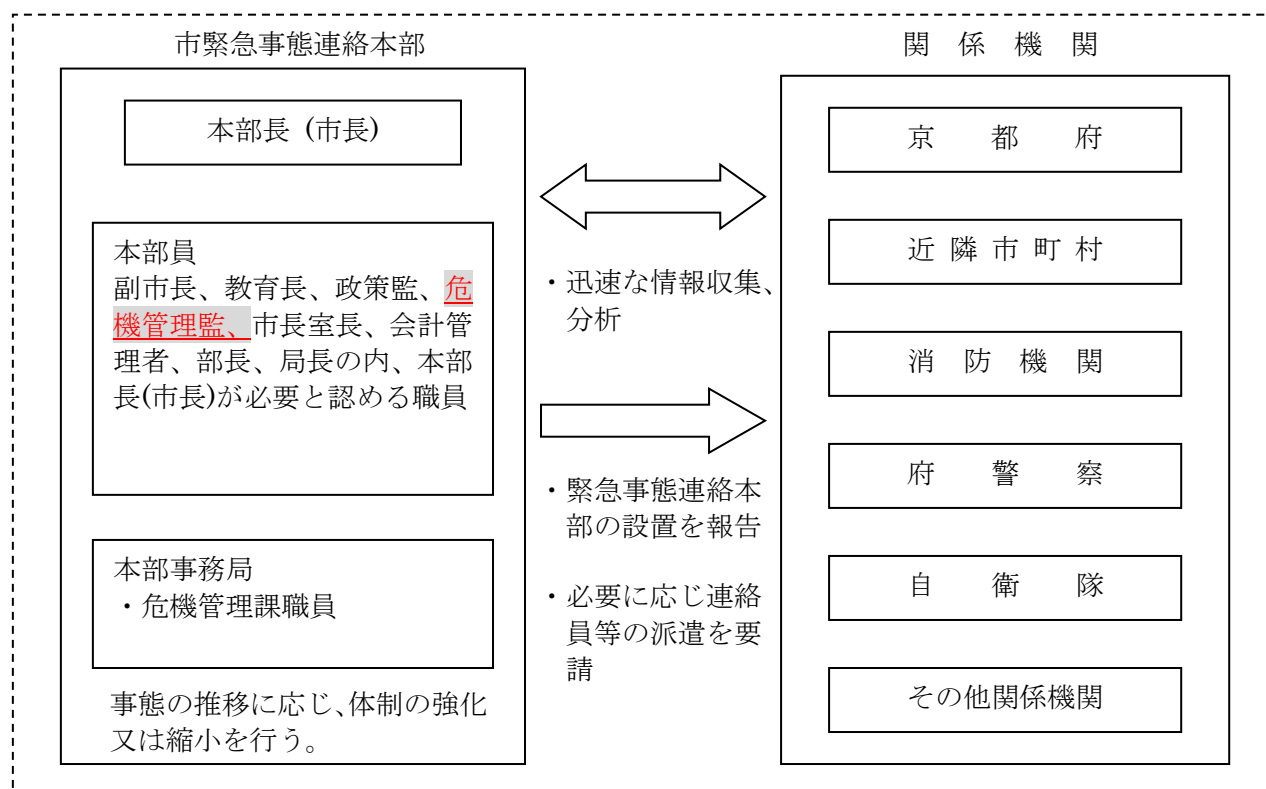 市緊急事態連絡本部
本部長 (市長)
本部員
副市長、教育長、政策監、危
機管理監、市長室長、会計管
理者、部長、局長の内、本部
長(市長)が必要と認める職員
本部事務局
・危機管理課職員
事態の推移に応じ、体制の強化
又は縮小を行う。
・迅速な情報収集、
分析
・緊急事態連絡本
部の設置を報告
・必要に応じ連絡
員等の派遣を要
請
関 係 機 関
京 都 府
近 隣 市 町 村
消 防 機 関
府 警 察
自 衛 隊
その他関係機関